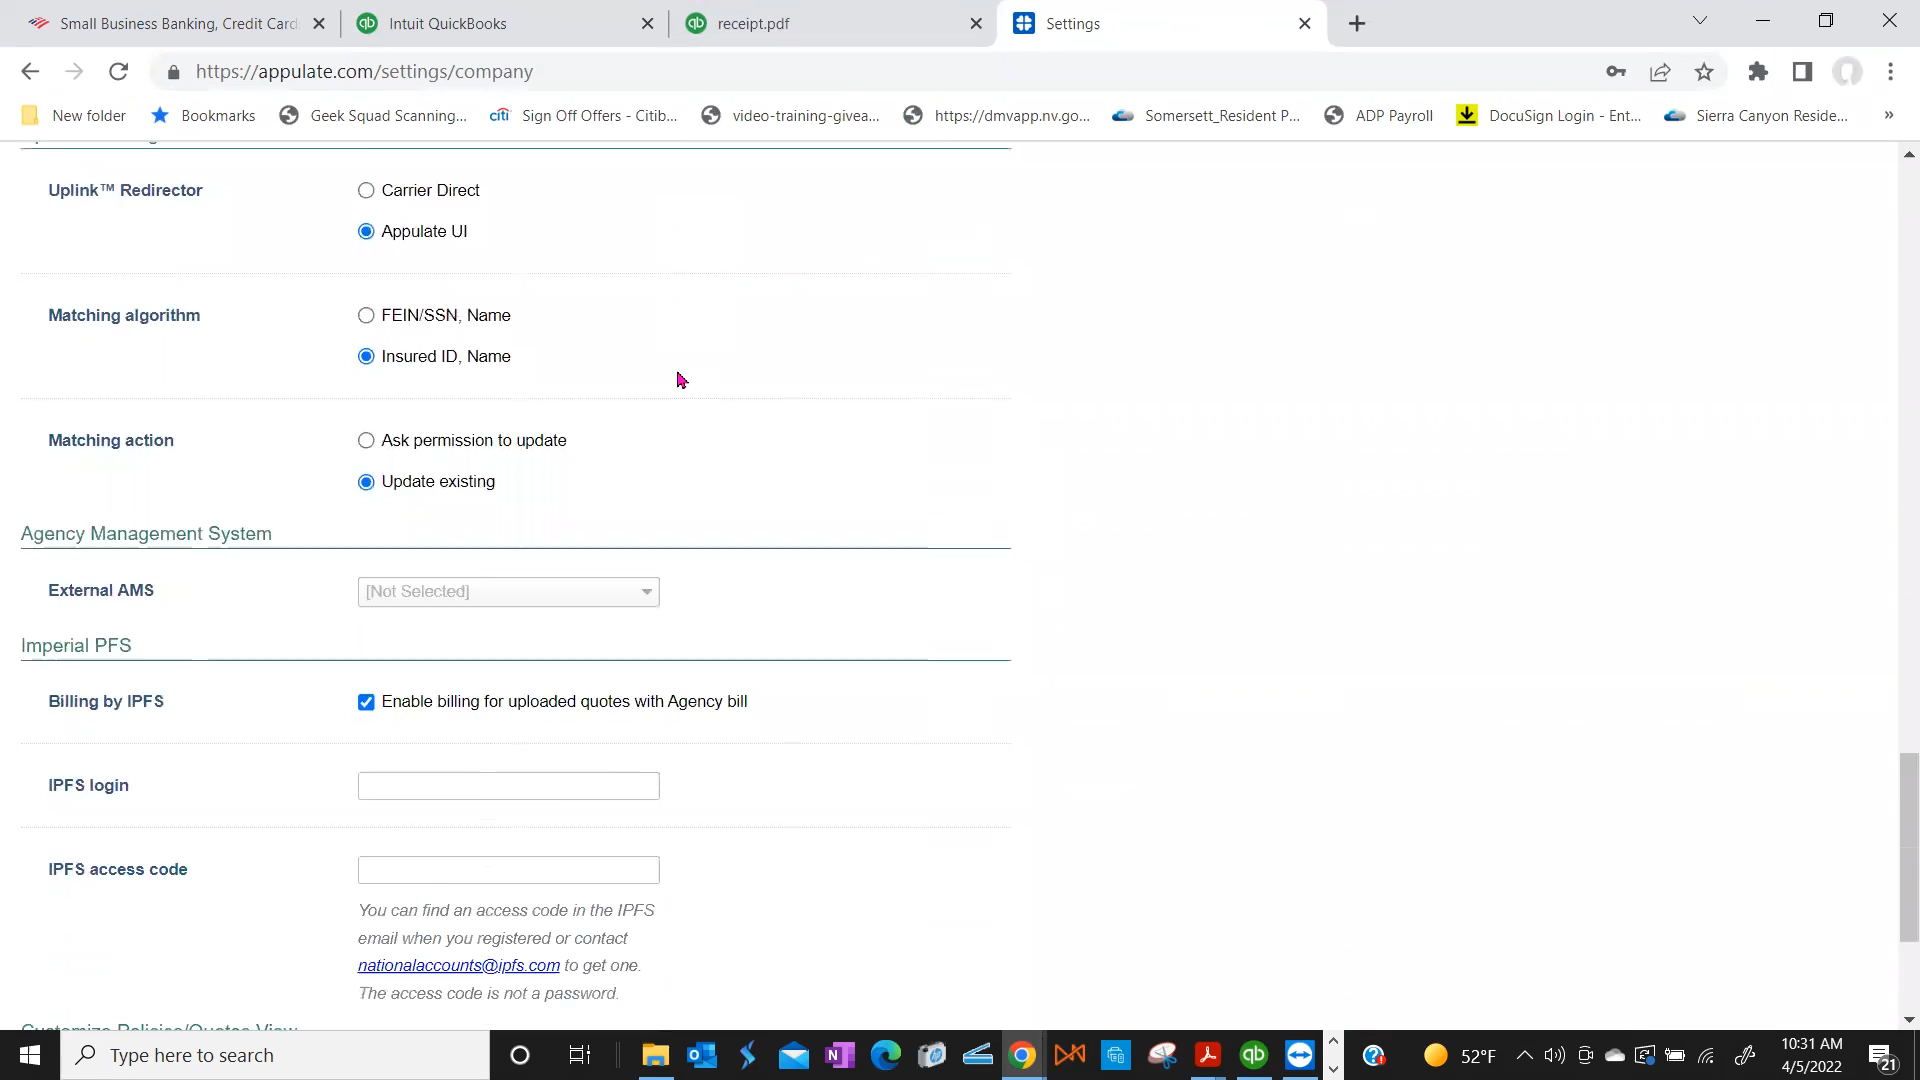 Small Business Banking, Credit Card
Intuit QuickBooks
receipt.pdf
Settings
https://appulate.com/settings/company
New folder
Bookmarks
Geek Squad Scanning...
citi Sign Off Offers - Citib...
video-training-givea...
https://dmvapp.nv.go...
Somersett_Resident P...
ADP Payroll
DocuSign Login - Ent...
Sierra Canyon Reside...
»
Uplink™ Redirector
Carrier Direct
Appulate UI
Matching algorithm
FEIN/SSN, Name
Insured ID, Name
Matching action
Ask permission to update
Update existing
Agency Management System
External AMS
[Not Selected]
Imperial PFS
Billing by IPFS
Enable billing for uploaded quotes with Agency bill
IPFS login
IPFS access code
You can find an access code in the IPFS
email when you registered or contact
nationalaccounts@ipfs.com to get one.
The access code is not a password.
Customize Policies/Quotes View
Type here to search
52°F
10:31 AM
4/5/2022
21